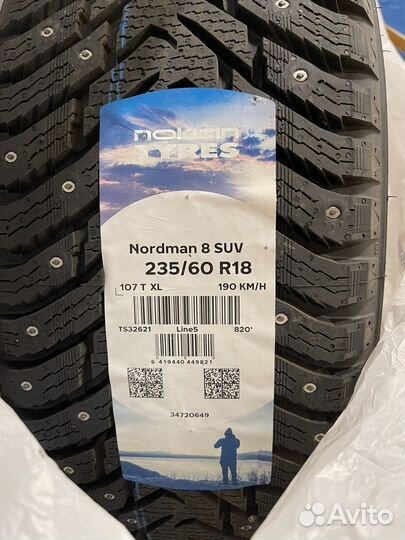 nokian
TYRES
Nordman 8 SUV
235/60 R18
107 T XL 190 KM/H
TS32621 Line5 820'
6 419440 449821
34720649
Avito